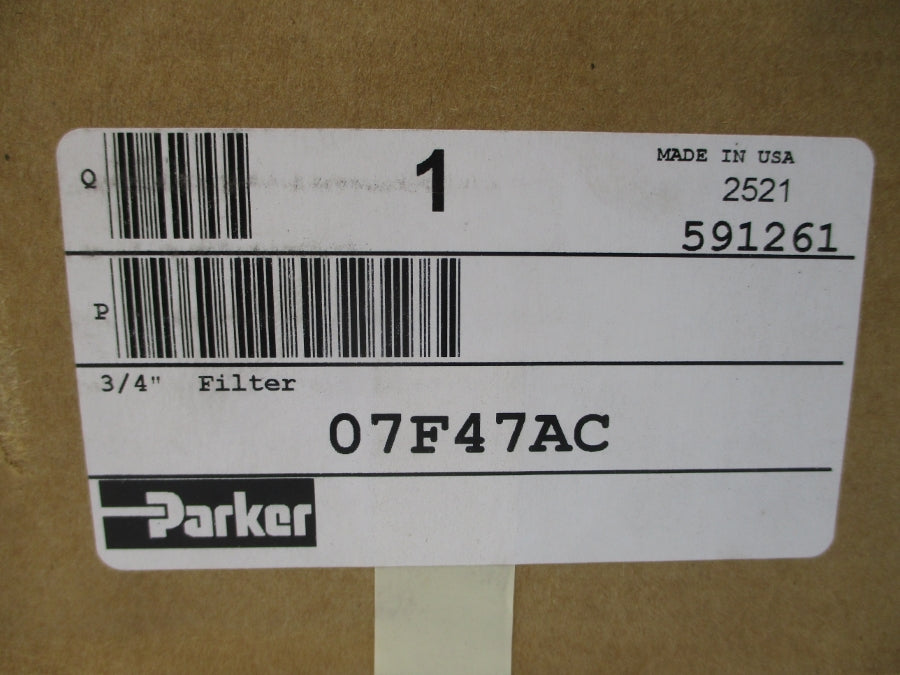 Q 1 MADE IN USA
2521
591261
P
3/4" Filter
07F47AC
Parker